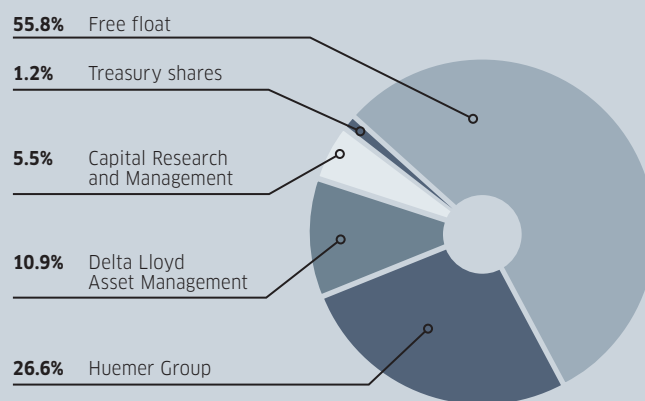 55.8% Free float
1.2% Treasury shares
5.5% Capital Research
and Management
10.9% Delta Lloyd
Asset Management
26.6% Huemer Group